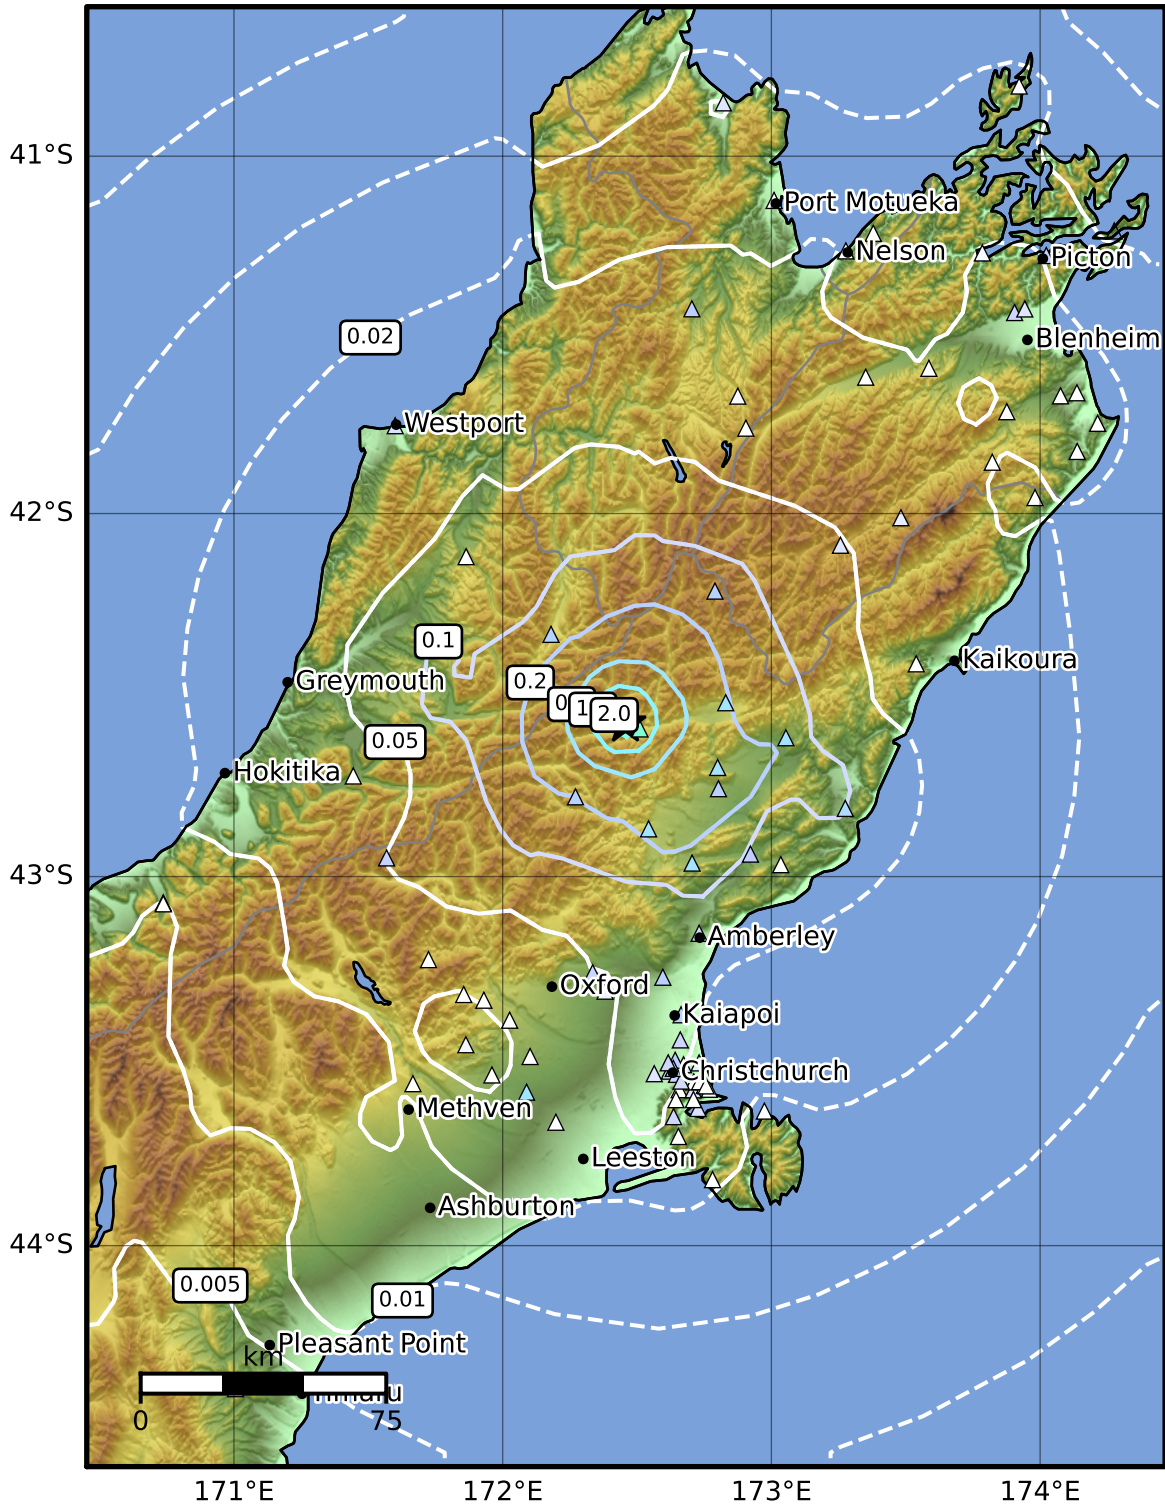 41°S
Port Motueka
Nelson
Picton
0.02
Blenheim
Westport
42°S
0.1
Kaikoura
0.2
Greymouth
2.0
0.05
Hokitika
43°S
Amberley
Oxford
Kaiapoi
Christchurch
Methven
Leeston
Ashburton
44°S
0.005
0.01
Pleasant Point
km
0
75
171°E
172°E
173°E
174°E